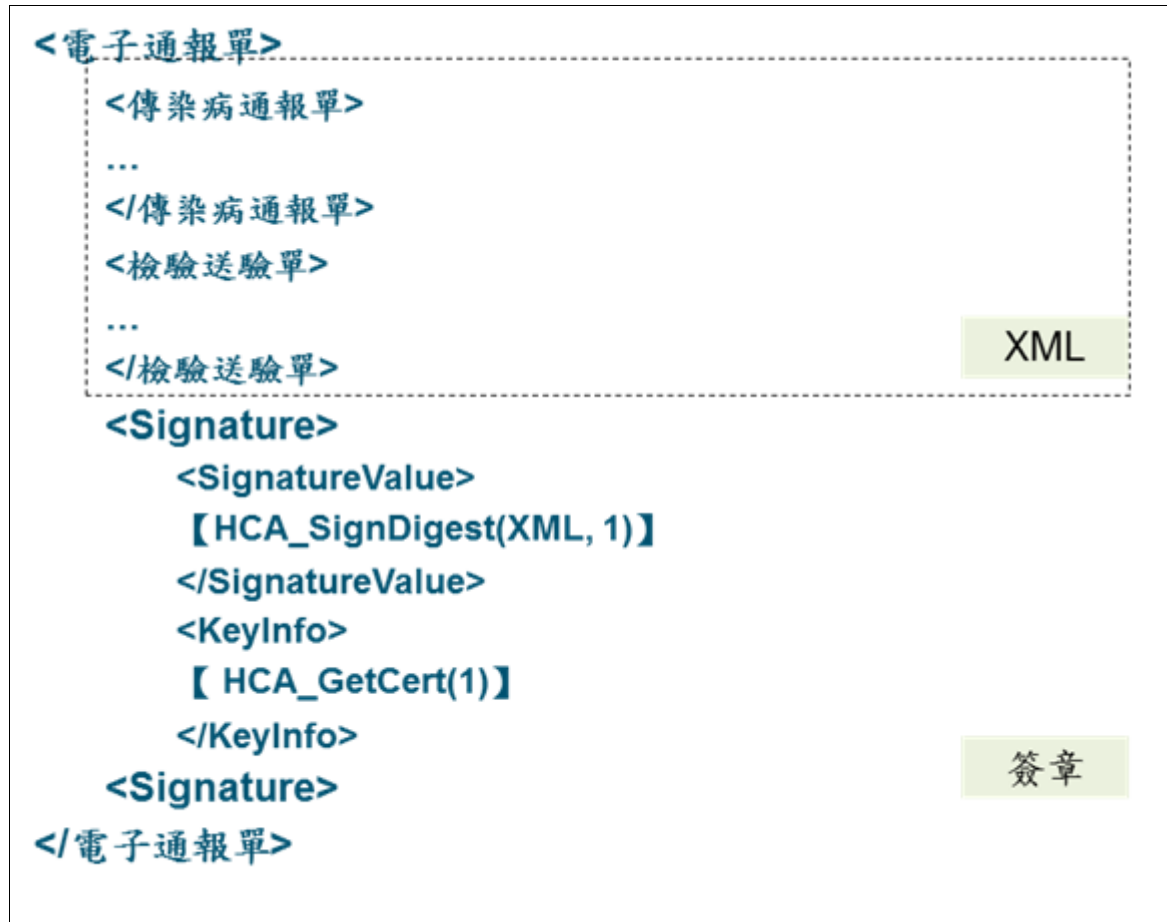 <電子通報單>
<傳染病通報單>
...
</傳染病通報單>
<檢驗送驗單>
...
</檢驗送驗單>
XML
<Signature>
<SignatureValue>
【HCA_SignDigest(XML, 1)】
</SignatureValue>
<KeyInfo>
【 HCA_GetCert(1)】
</KeyInfo>
<Signature>
簽章
</電子通報單>